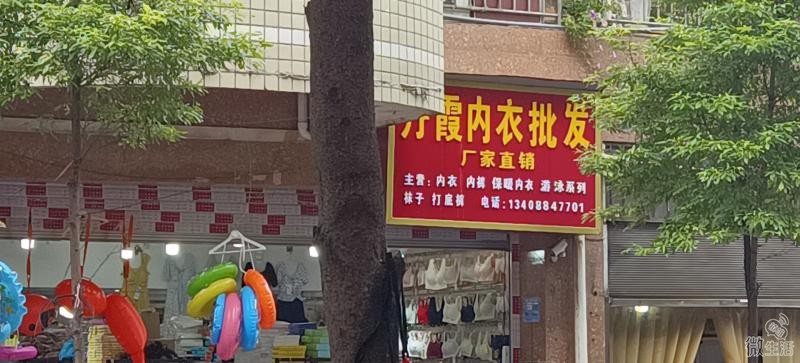 丹霞内衣批发
厂家直销
主营:内衣 内裤 保暖内衣 游泳系列
袜子 打底裤 电话:13408847701
微生活